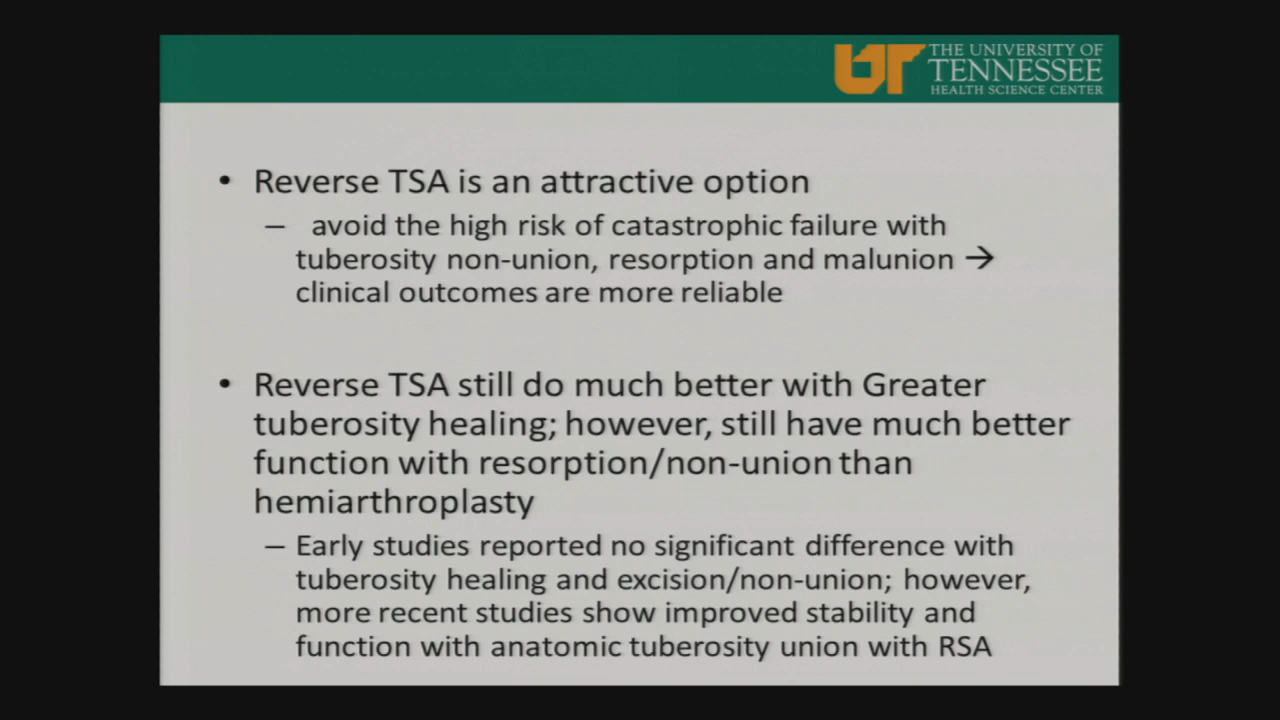 UT THE UNIVERSITY OF
TENNESSEE
HEALTH SCIENCE CENTER
• Reverse TSA is an attractive option
– avoid the high risk of catastrophic failure with
tuberosity non-union, resorption and malunion →
clinical outcomes are more reliable
• Reverse TSA still do much better with Greater
tuberosity healing; however, still have much better
function with resorption/non-union than
hemiarthroplasty
– Early studies reported no significant difference with
tuberosity healing and excision/non-union; however,
more recent studies show improved stability and
function with anatomic tuberosity union with RSA